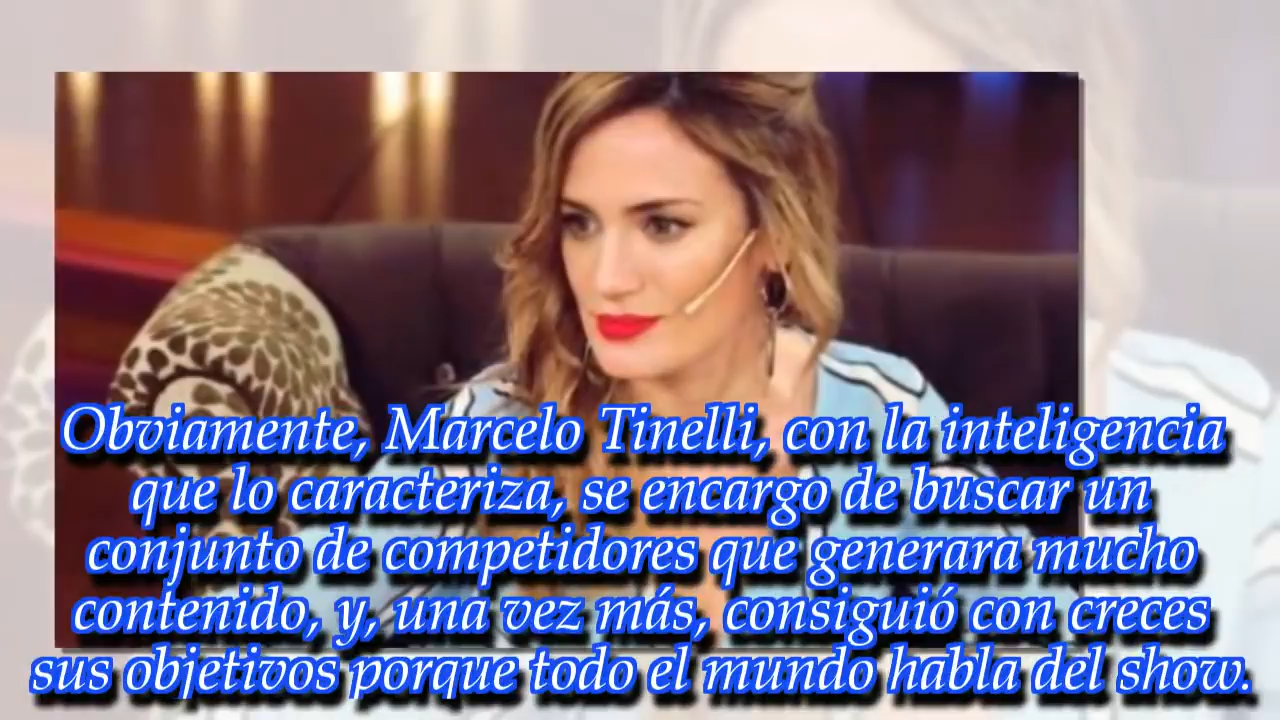 Obviamente, Marcelo Tinelli, con la inteligencia
que lo caracteriza, se encargo de buscar un
conjunto de competidores que generara mucho
contenido, y, una vez más, consiguió con creces
sus objetivos porque todo el mundo habla del show.